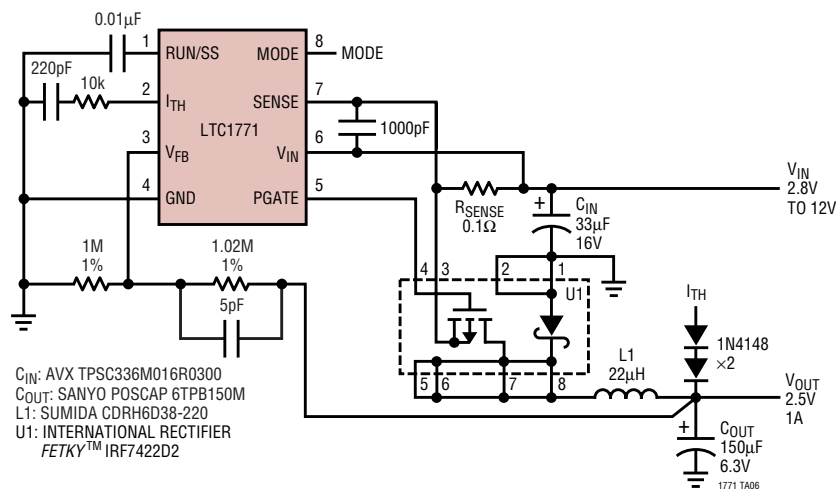 0.01µF
1
RUN/SS
MODE
8
MODE
220pF
10k
2
ITH
SENSE
7
LTC1771
1000pF
3
VFB
VIN
6
4
GND
PGATE
5
VIN
2.8V
TO 12V
RSENSE
0.1Ω
+
CIN
33µF
16V
1M
1%
1.02M
1%
5pF
4
3
2
1
U1
ITH
1N4148
×2
5
6
7
8
L1
22µH
VOUT
2.5V
1A
+
COUT
150µF
6.3V
CIN: AVX TPSC336M016R0300
COUT: SANYO POSCAP 6TPB150M
L1: SUMIDA CDRH6D38-220
U1: INTERNATIONAL RECTIFIER
FETKY™ IRF7422D2
1771 TA06